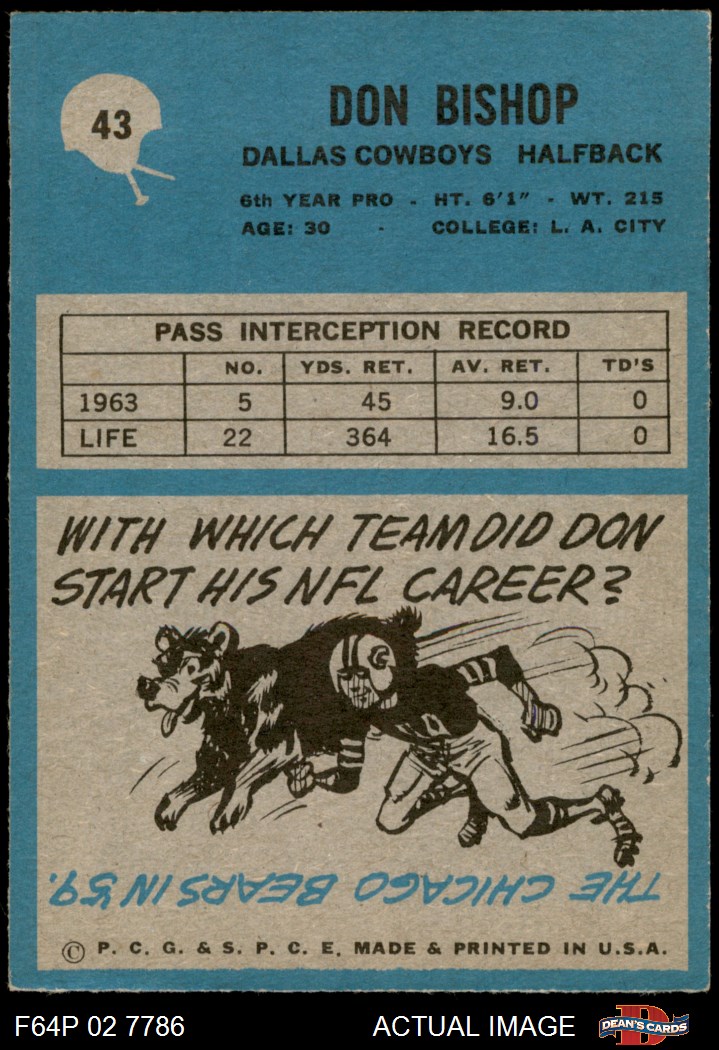 43
DON BISHOP
DALLAS COWBOYS HALFBACK
6th YEAR PRO - HT. 6'1" - WT. 215
AGE: 30 - COLLEGE: L. A. CITY
PASS INTERCEPTION RECORD
NO. YDS. RET. AV. RET. TD'S
1963 5 45 9.0 0
LIFE 22 364 16.5 0
WITH WHICH TEAM DID DON
START HIS NFL CAREER?
C
THE CHICAGO BEARS IN '59.
© P. C. G. & S. P. C. E. MADE & PRINTED IN U.S.A.
F64P 02 7786 ACTUAL IMAGE D DEAN'S CARDS